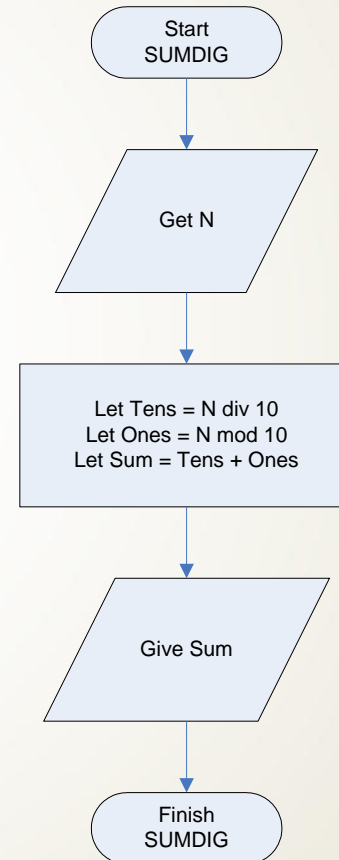 Start
SUMDIG
Get N
Let Tens = N div 10
Let Ones = N mod 10
Let Sum = Tens + Ones
Give Sum
Finish
SUMDIG